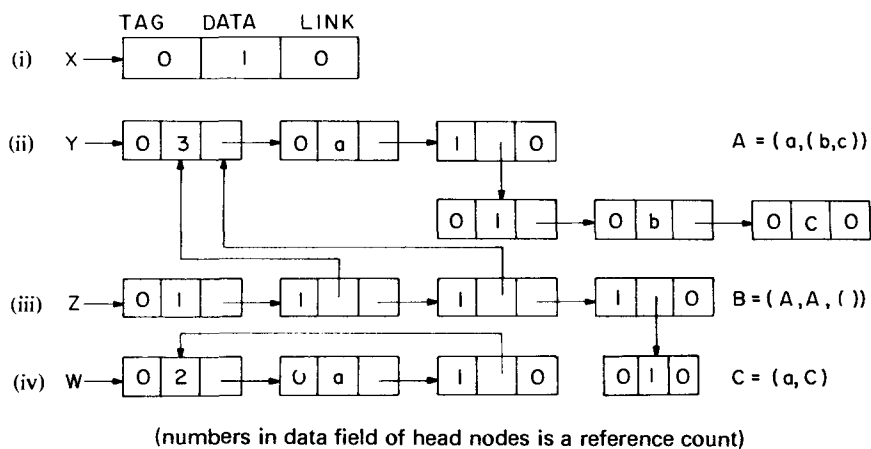 TAG DATA LINK
(i) X 0 1 0
(ii) Y 0 3 0 a 1 0 A = (a,(b,c))
0 1 0 b 0 c 0
(iii) Z 0 1 1 1 1 0 B = (A,A,( ))
(iv) W 0 2 0 a 1 0 0 1 0 C = (a,C)
(numbers in data field of head nodes is a reference count)